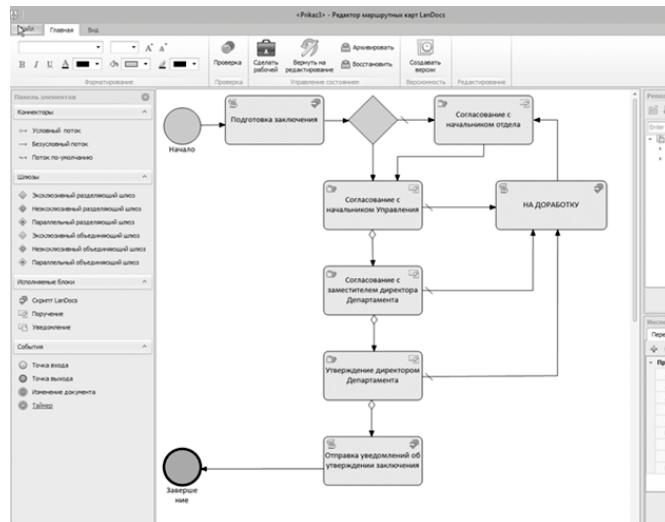 <Prikaz3> - Редактор маршрутных карт LanDocs
Файл
Главная
Вид
B I U A
Форматирование
Проверка
Проверка
Сделать
рабочей
Вернуть на
редактирование
Архивировать
Восстановить
Управление состоянием
Создавать
версии
Версионность
Редактирование
Панель элементов
Коннекторы
Условный поток
Безусловный поток
Поток по-умолчанию
Шлюзы
Эксклюзивный разделяющий шлюз
Неэксклюзивный разделяющий шлюз
Параллельный разделяющий шлюз
Эксклюзивный объединяющий шлюз
Неэксклюзивный объединяющий шлюз
Параллельный объединяющий шлюз
Исполняемые блоки
Скрипт LanDocs
Поручение
Уведомление
События
Точка входа
Точка выхода
Изменение документа
Таймер
Начало
Подготовка заключения
Согласование с
начальником отдела
Согласование с
начальником Управления
НА ДОРАБОТКУ
Согласование с
заместителем директора
Департамента
Утверждение директором
Департамента
Отправка уведомлений об
утверждении заключения
Заверше
ние
Enter
Пере